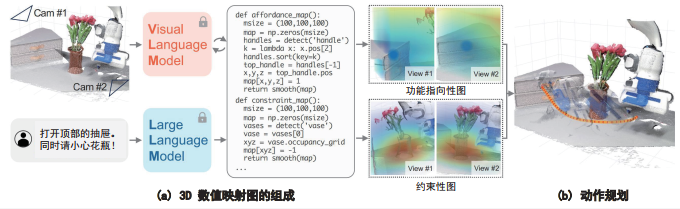 Cam #1
Cam #2
Visual
Language
Model
打开顶部的抽屉。
同时请小心花瓶！
Large
Language
Model
def affordance_map():
msize = (100,100,100)
map = np.zeros(msize)
handles = detect('handle')
k = lambda x: x.pos[2]
handles.sort(key=k)
top_handle = handles[-1]
x,y,z = top_handle.pos
map[x,y,z] = 1
return smooth(map)
def constraint_map():
msize = (100,100,100)
map = np.zeros(msize)
vases = detect('vase')
vase = vases[0]
xyz = vase.occupancy_grid
map[xyz] = -1
return smooth(map)
...
View #1
View #2
功能指向性图
View #1
View #2
约束性图
(a) 3D 数值映射图的组成
(b) 动作规划